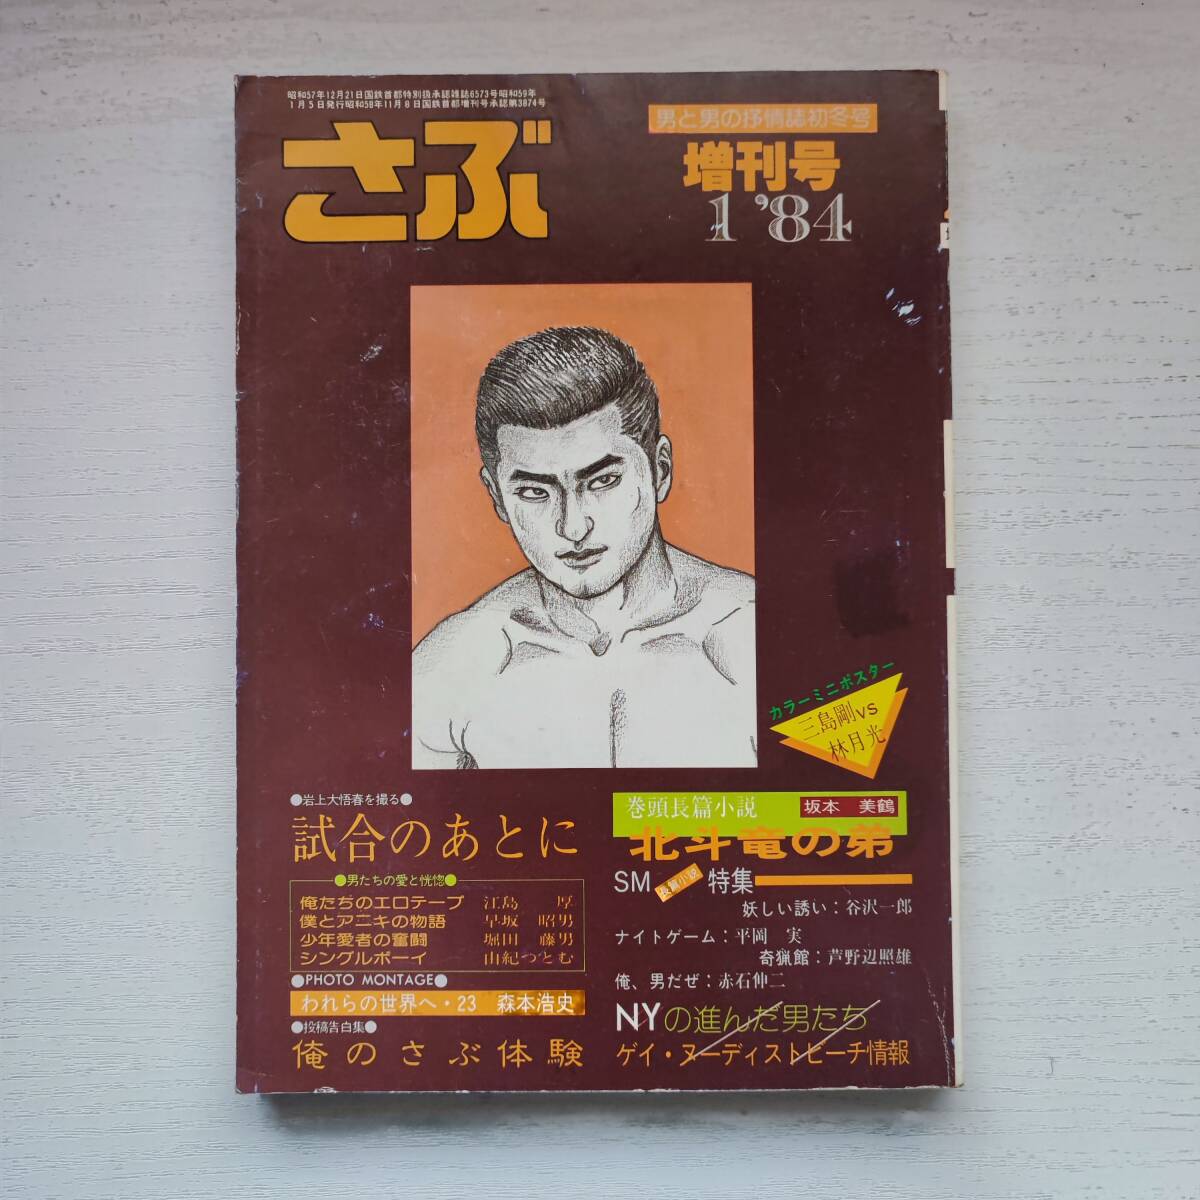 昭和57年12月21日国鉄首都特別扱承認雑誌6573号昭和59年
1月5日発行昭和58年11月8日国鉄首都増刊号承認第3874号
さぶ
男と男の抒情誌初冬号
増刊号
1 '84
カラーミニポスター
三島剛vs
林月光
●岩上大悟春を撮る●
試合のあとに
●男たちの愛と恍惚●
俺たちのエロテープ 江島 厚
僕とアニキの物語 早坂 昭男
少年愛者の奮闘 堀田 藤男
シングルボーイ 由紀つとむ
●PHOTO MONTAGE●
われらの世界へ・23 森本浩史
●投稿告白集●
俺のさぶ体験
巻頭長篇小説 坂本 美鶴
北斗竜の弟
SM 長篇小説 特集
妖しい誘い：谷沢一郎
ナイトゲーム：平岡 実
奇猟館：芦野辺照雄
俺、男だぜ：赤石伸二
NYの進んだ男たち
ゲイ・ヌーディストビーチ情報